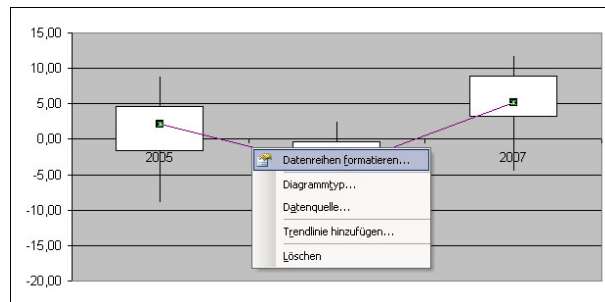 15,00
10,00
5,00
0,00
2005
2007
-5,00
-10,00
-15,00
-20,00
Datenreihen formatieren...
Diagrammtyp...
Datenquelle...
Trendlinie hinzufügen...
Löschen